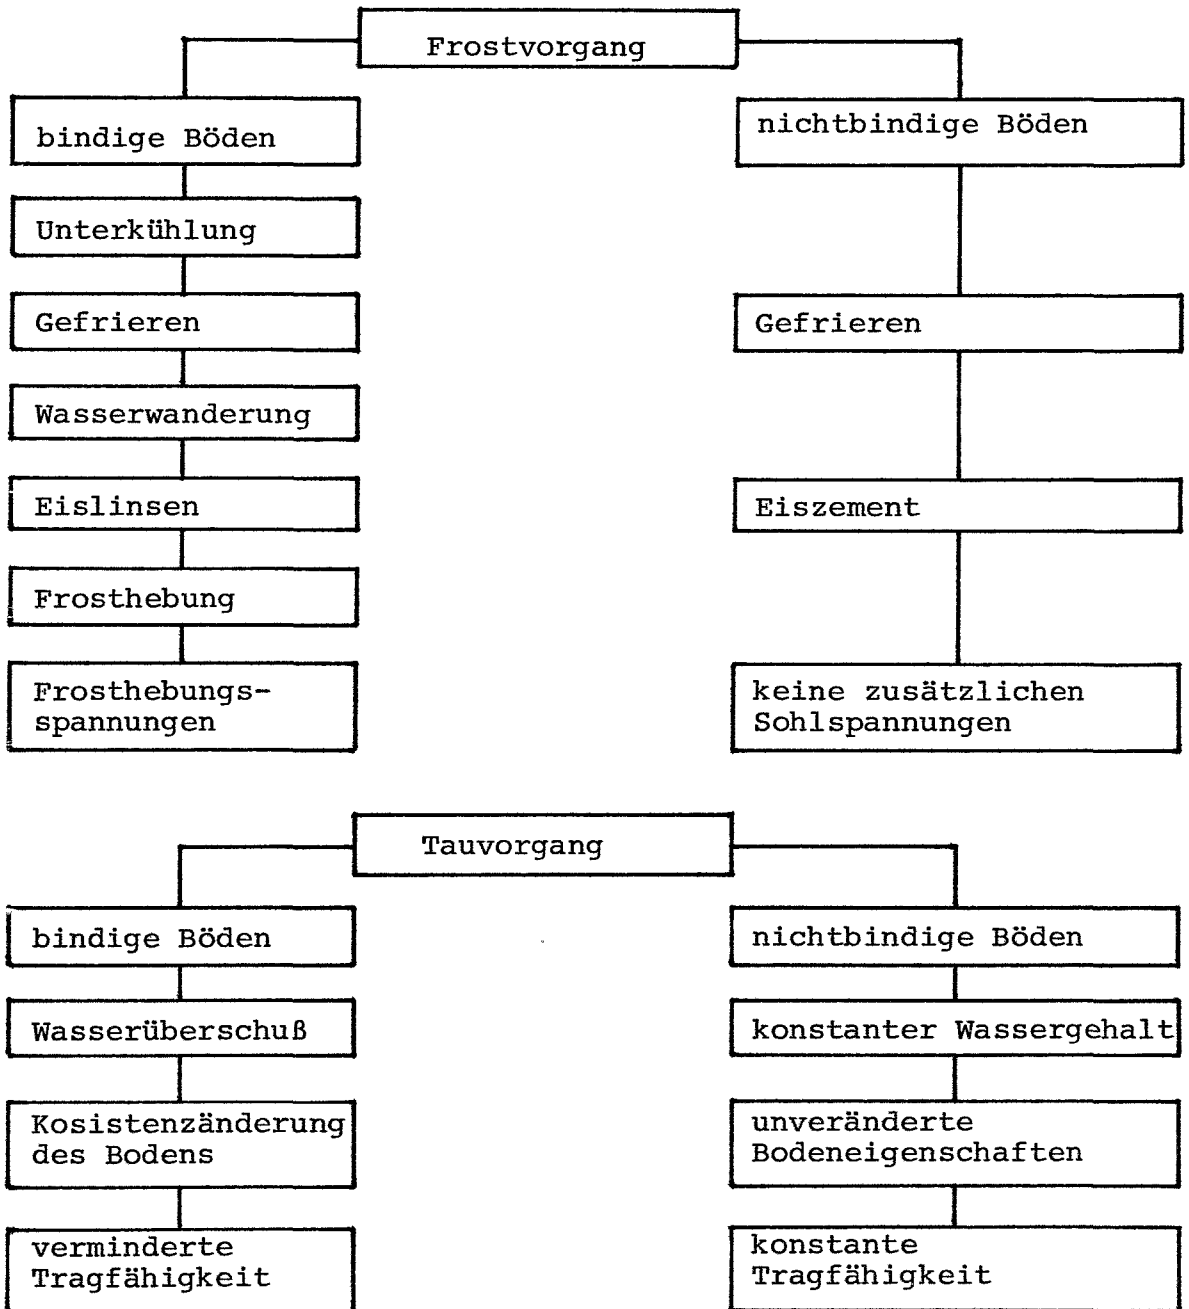 Frostvorgang
bindige Böden
Unterkühlung
Gefrieren
Wasserwanderung
Eislinsen
Frosthebung
Frosthebungs-
spannungen
nichtbindige Böden
Gefrieren
Eiszement
keine zusätzlichen
Sohlspannungen
Tauvorgang
bindige Böden
Wasserüberschuß
Kosistenzänderung
des Bodens
verminderte
Tragfähigkeit
nichtbindige Böden
konstanter Wassergehalt
unveränderte
Bodeneigenschaften
konstante
Tragfähigkeit